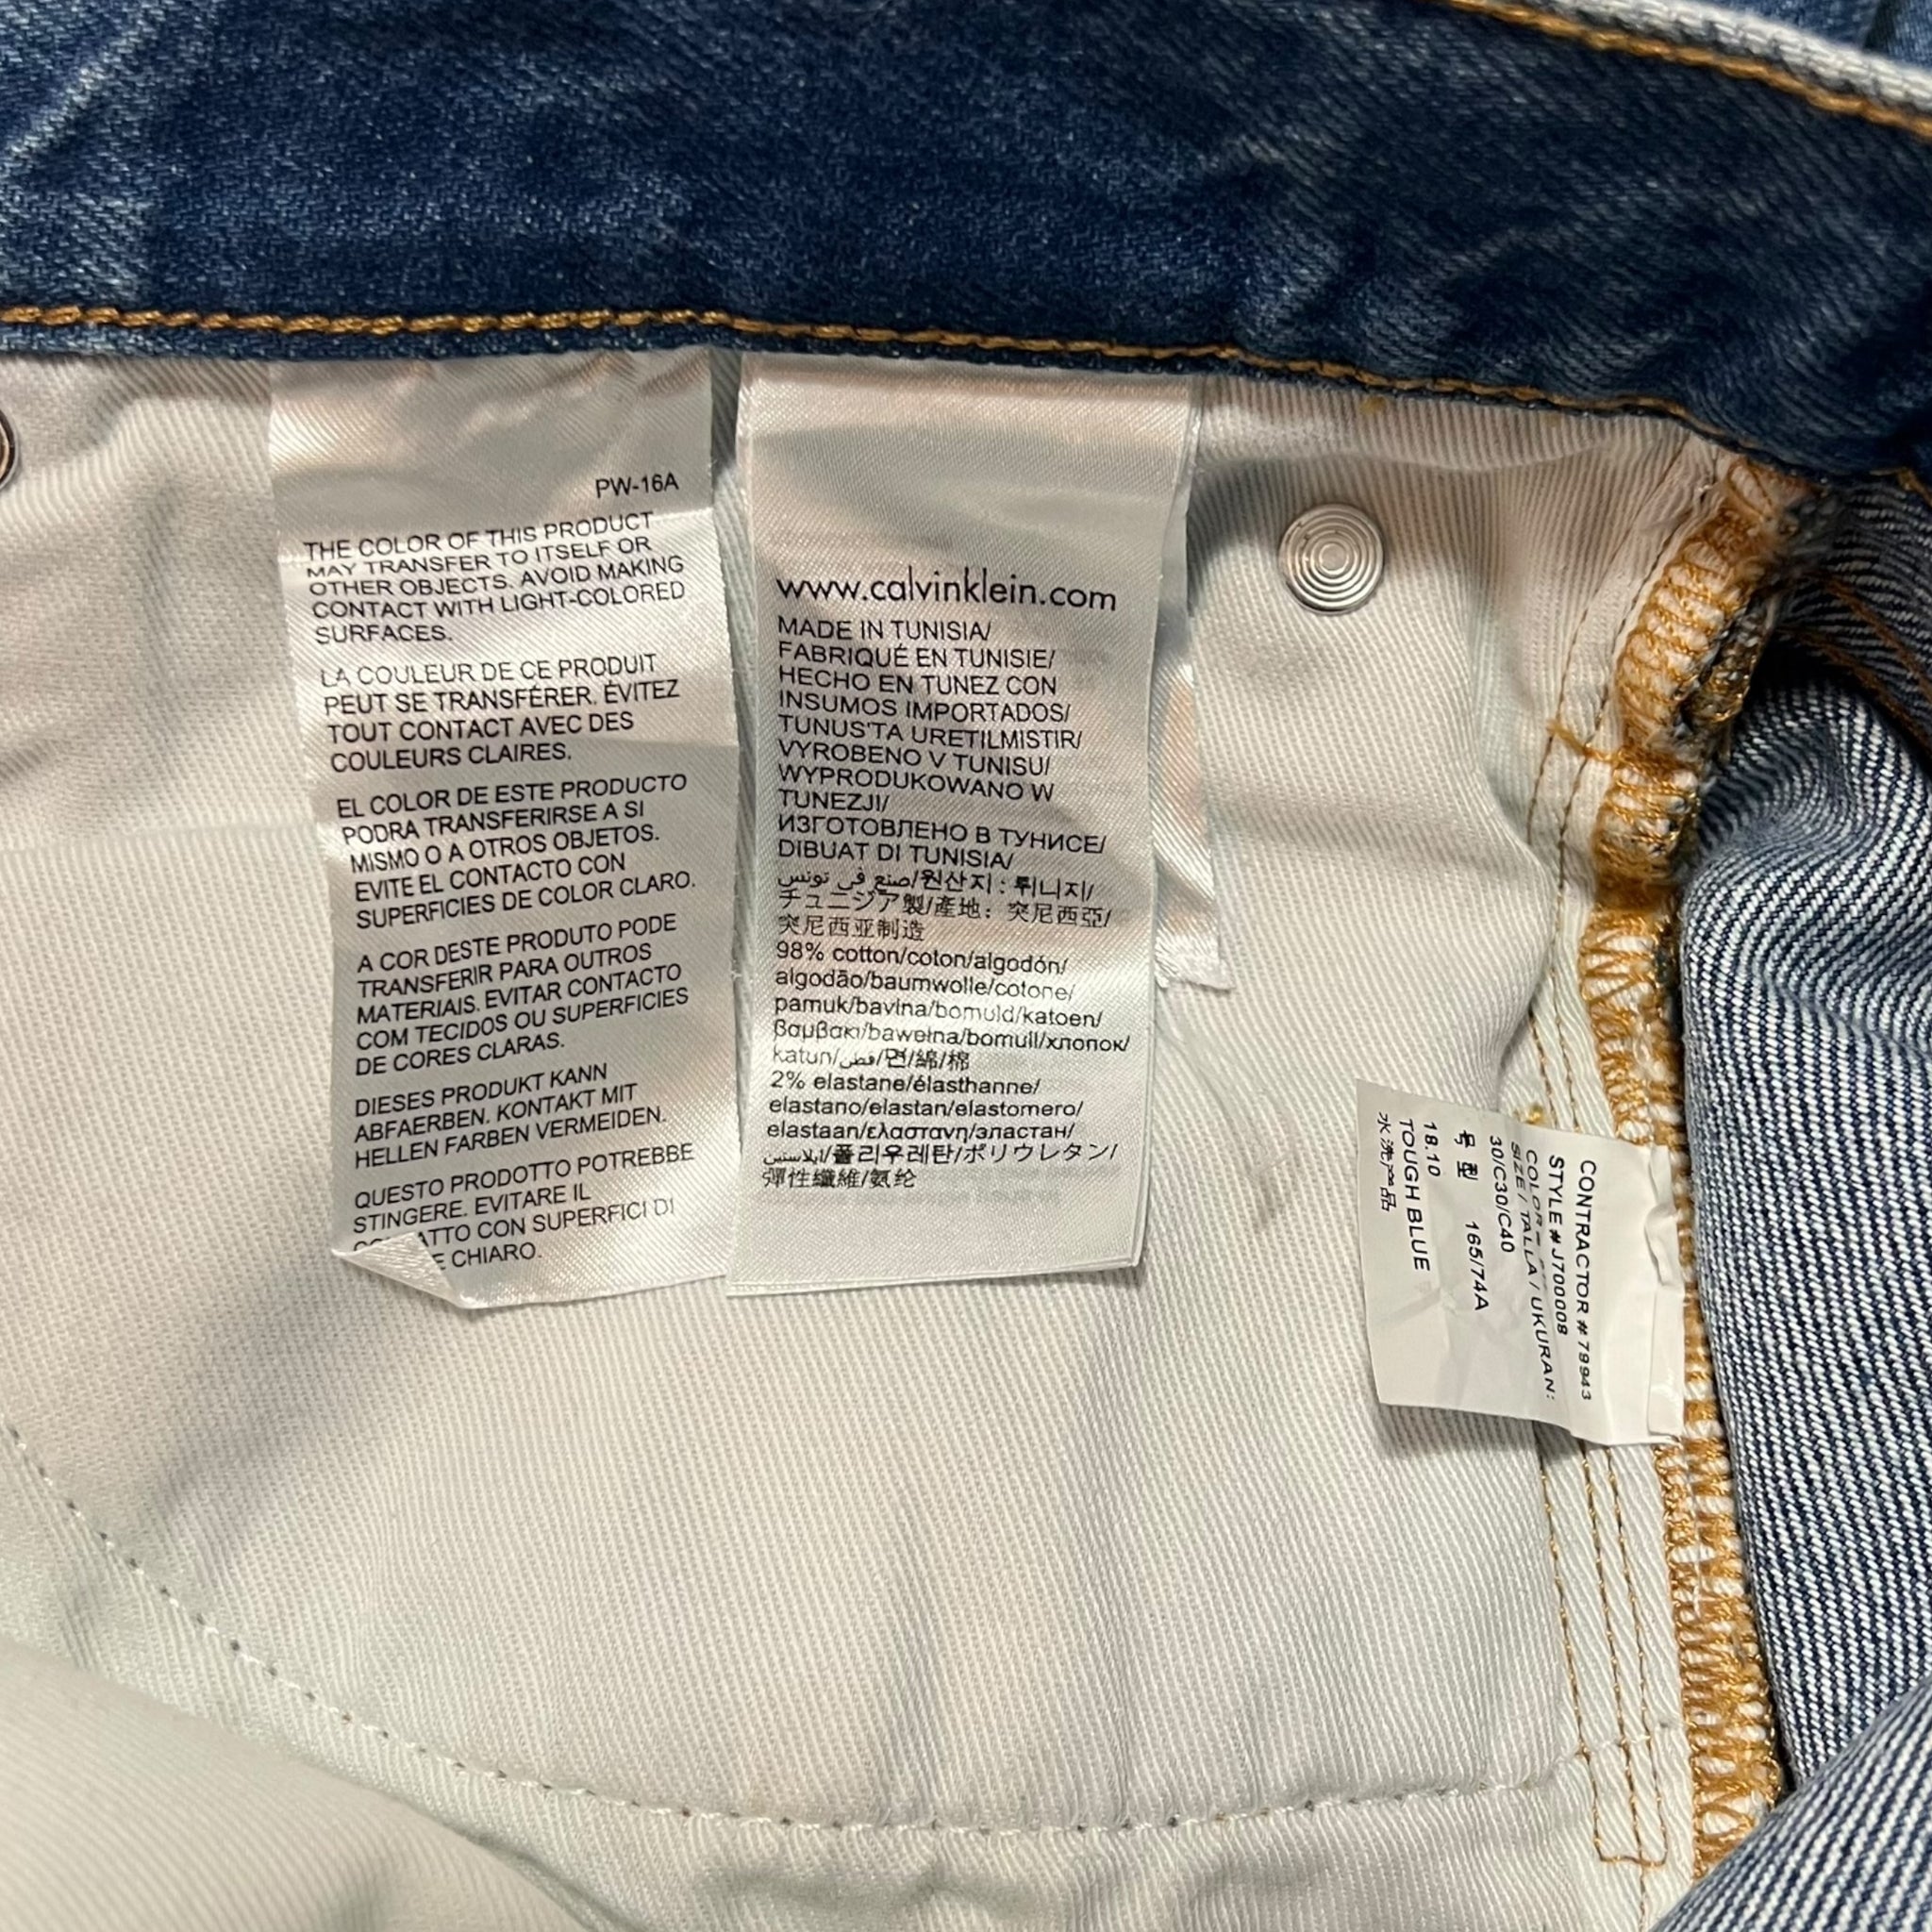 PW-16A
THE COLOR OF THIS PRODUCT
MAY TRANSFER TO ITSELF OR
OTHER OBJECTS. AVOID MAKING
CONTACT WITH LIGHT-COLORED
SURFACES.
LA COULEUR DE CE PRODUIT
PEUT SE TRANSFÉRER. ÉVITEZ
TOUT CONTACT AVEC DES
COULEURS CLAIRES.
EL COLOR DE ESTE PRODUCTO
PODRA TRANSFERIRSE A SI
MISMO O A OTROS OBJETOS.
EVITE EL CONTACTO CON
SUPERFICIES DE COLOR CLARO.
A COR DESTE PRODUTO PODE
TRANSFERIR PARA OUTROS
MATERIAIS. EVITAR CONTACTO
COM TECIDOS OU SUPERFICIES
DE CORES CLARAS.
DIESES PRODUKT KANN
ABFAERBEN. KONTAKT MIT
HELLEN FARBEN VERMEIDEN.
QUESTO PRODOTTO POTREBBE
STINGERE. EVITARE IL
CON SUPERFICI DI
CHIARO.
www.calvinklein.com
MADE IN TUNISIA/
FABRIQUÉ EN TUNISIE/
HECHO EN TUNEZ CON
INSUMOS IMPORTADOS/
TUNUS'TA URETILMISTIR/
VYROBENO V TUNISU/
WYPRODUKOWANO W
TUNEZJI/
ИЗГОТОВЛЕНО В ТУНИСЕ/
DIBUAT DI TUNISIA/
صنع في تونس/원산지 : 튀니지/
チュニジア製/產地：突尼西亞/
突尼西亚制造
98% cotton/coton/algodón/
algodão/baumwolle/cotone/
pamuk/bavlna/bomuld/katoen/
βαμβακι/bawełna/bomull/хлопок/
katun/قطن/면/綿/棉
2% elastane/élasthanne/
elastano/elastan/elastomero/
elastaan/ελαστανη/эластан/
ايلاستين/폴리우레탄/ポリウレタン/
彈性纖維/氨纶
CONTRACTOR # 79943
STYLE # J700008
COLOR –
SIZE / TALLA / UKURAN:
30/C30/C40
号型 165/74A
18.10
TOUGH BLUE
水洗产品